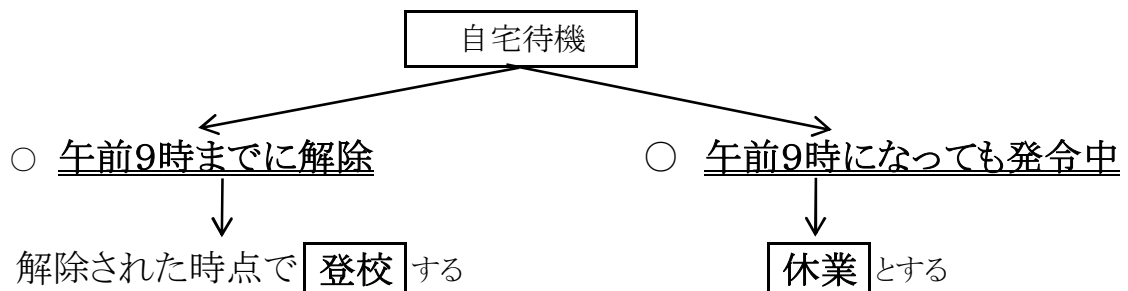 自宅待機
○ 午前9時までに解除
○ 午前9時になっても発令中
解除された時点で 登校 する
休業 とする